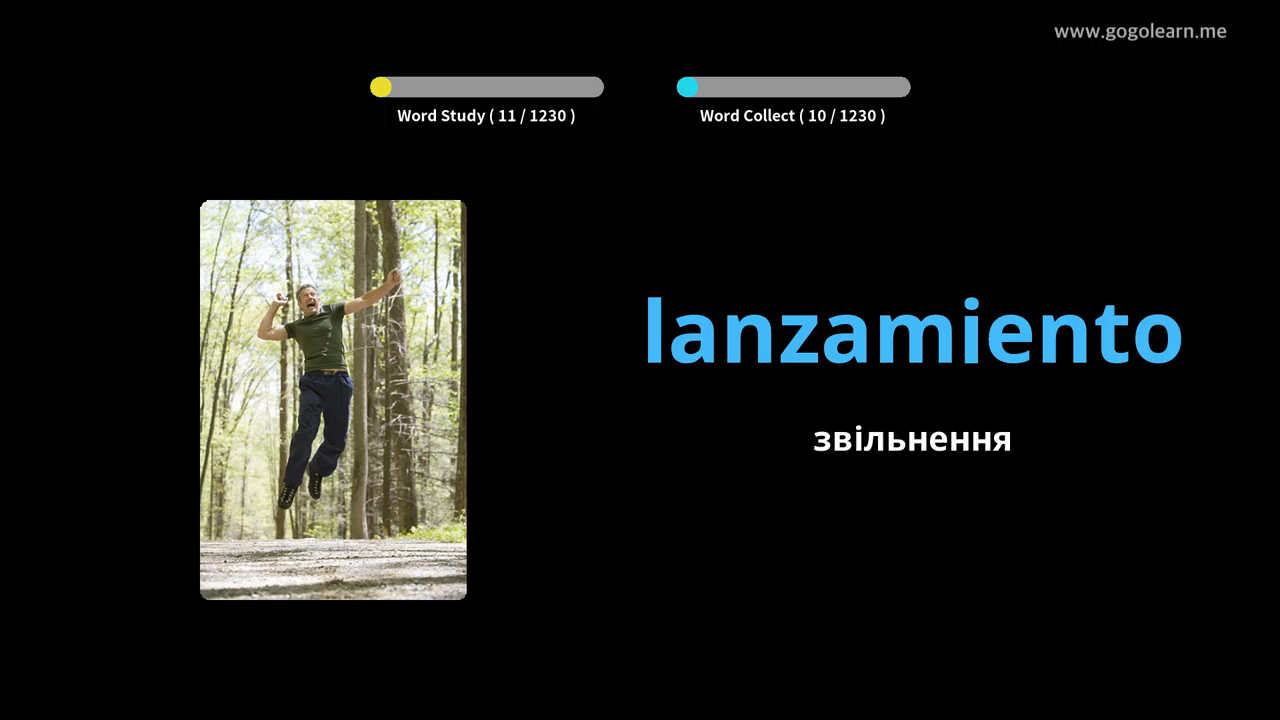 www.gogolearn.me
Word Study ( 11 / 1230 )
Word Collect ( 10 / 1230 )
lanzamiento
звільнення